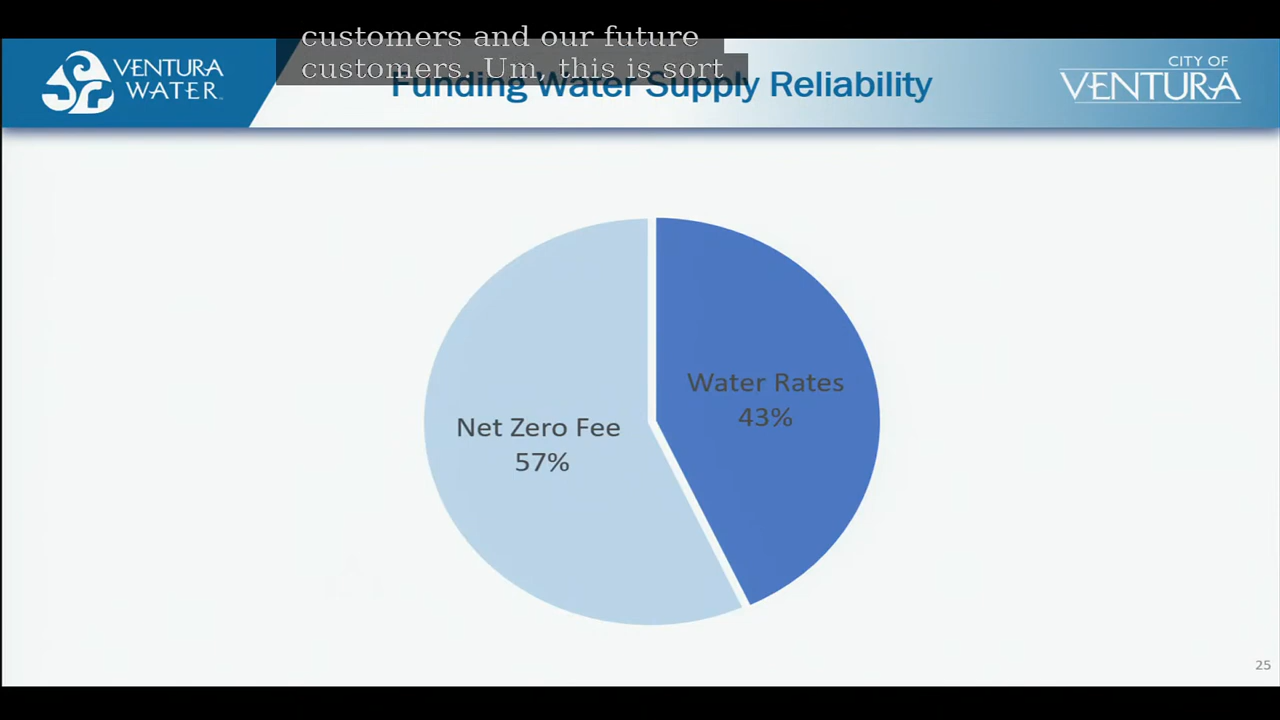 customers and our future
customers. Um, this is sort
VENTURA
WATER
Funding Water Supply Reliability
CITY OF
VENTURA
Water Rates
43%
Net Zero Fee
57%
25